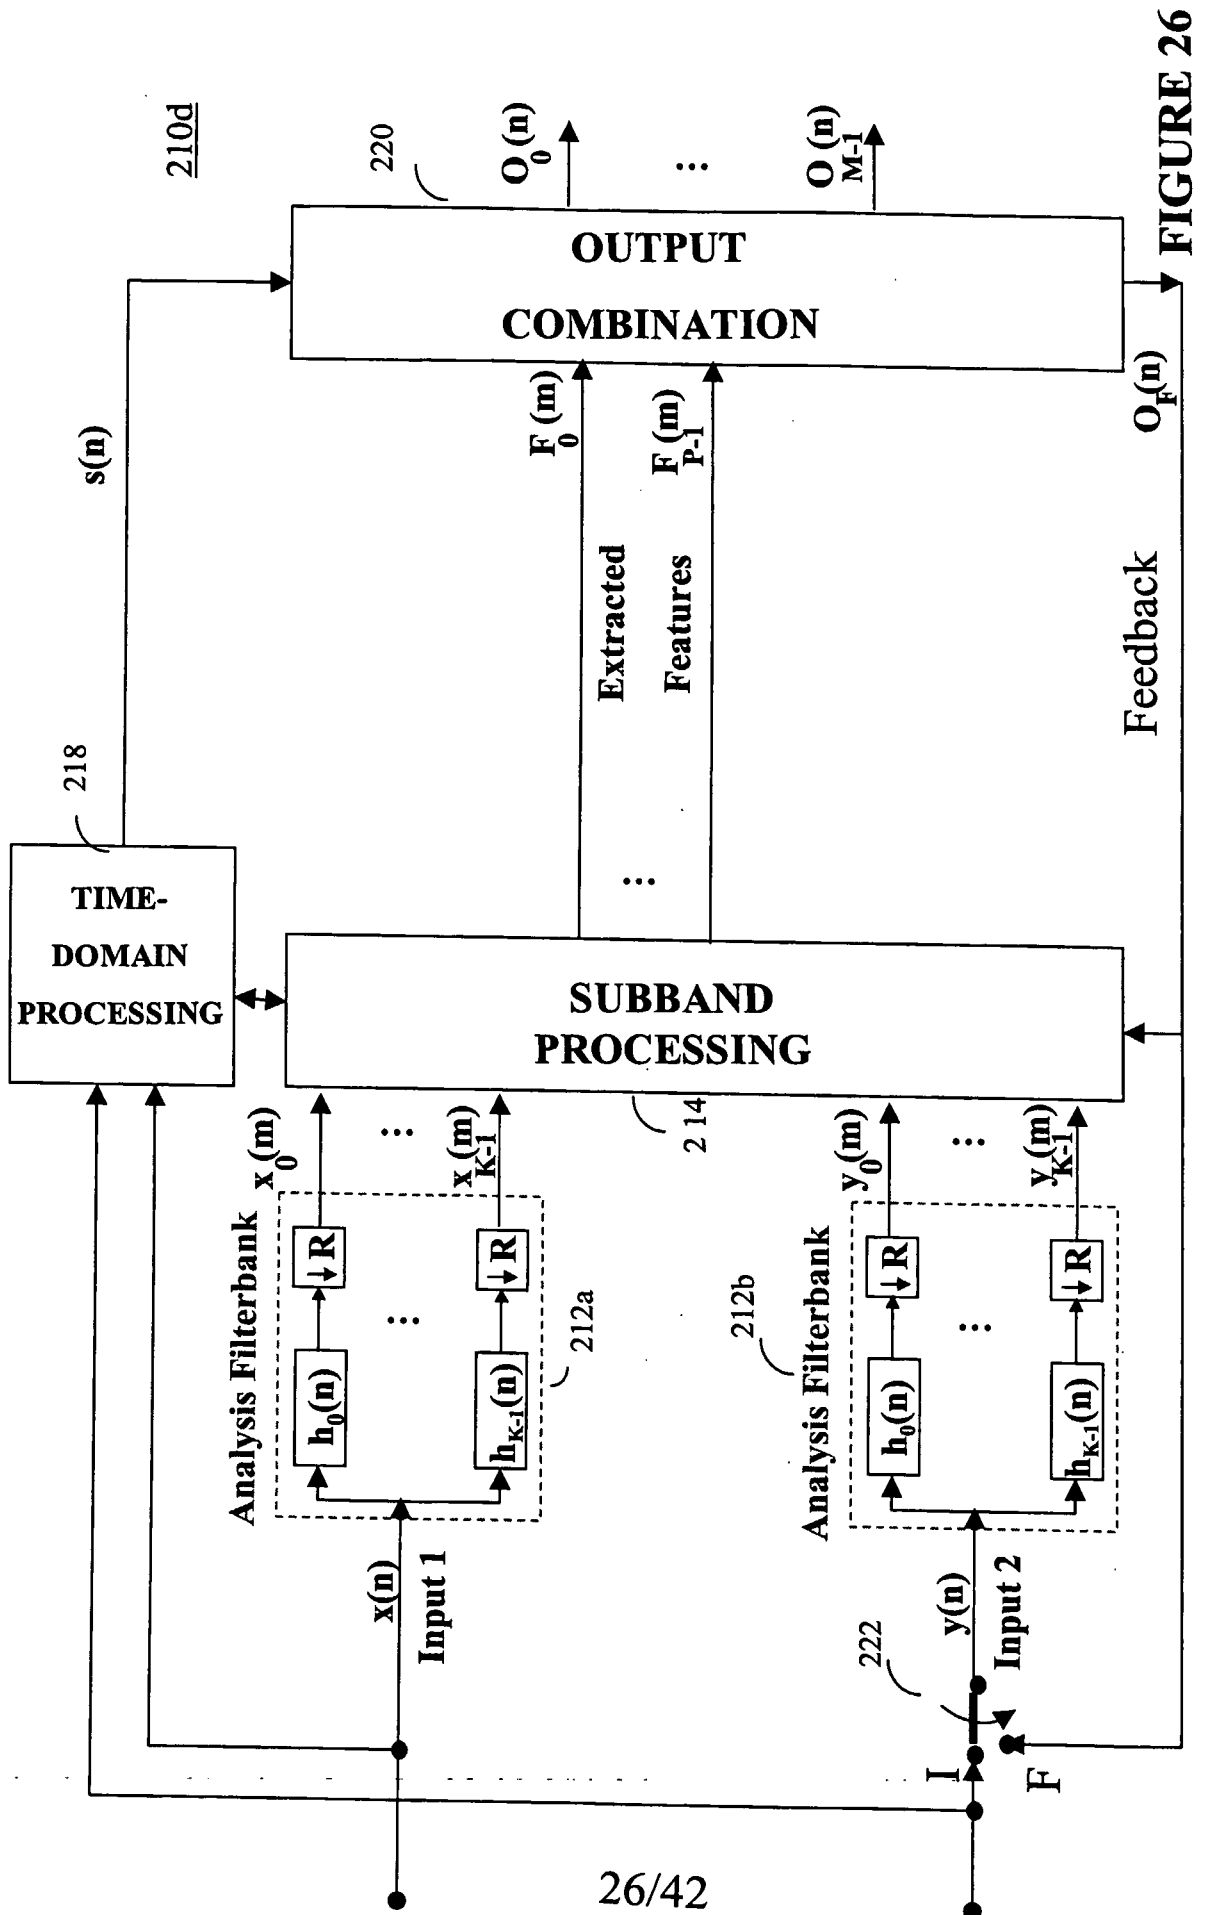 210d
218
TIME-
DOMAIN
PROCESSING
s(n)
220
OUTPUT
COMBINATION
O0(n)
...
OM-1(n)
F0(m)
Extracted
...
Features
FP-1(m)
SUBBAND
PROCESSING
214
x0(m)
...
xK-1(m)
Analysis Filterbank
h0(n)
↓R
...
hK-1(n)
↓R
212a
x(n)
Input 1
y0(m)
...
yK-1(m)
Analysis Filterbank
212b
h0(n)
↓R
...
hK-1(n)
↓R
y(n)
Input 2
222
I
F
Feedback
OF(n)
FIGURE 26
26/42